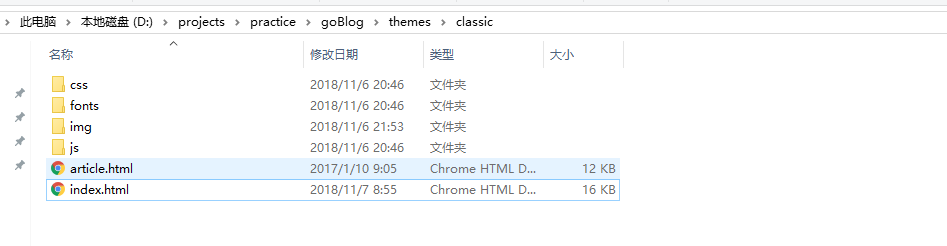 此电脑 > 本地磁盘 (D:) > projects > practice > goBlog > themes > classic
名称 修改日期 类型 大小
css 2018/11/6 20:46 文件夹
fonts 2018/11/6 20:46 文件夹
img 2018/11/6 21:53 文件夹
js 2018/11/6 20:46 文件夹
article.html 2017/1/10 9:05 Chrome HTML D... 12 KB
index.html 2018/11/7 8:55 Chrome HTML D... 16 KB